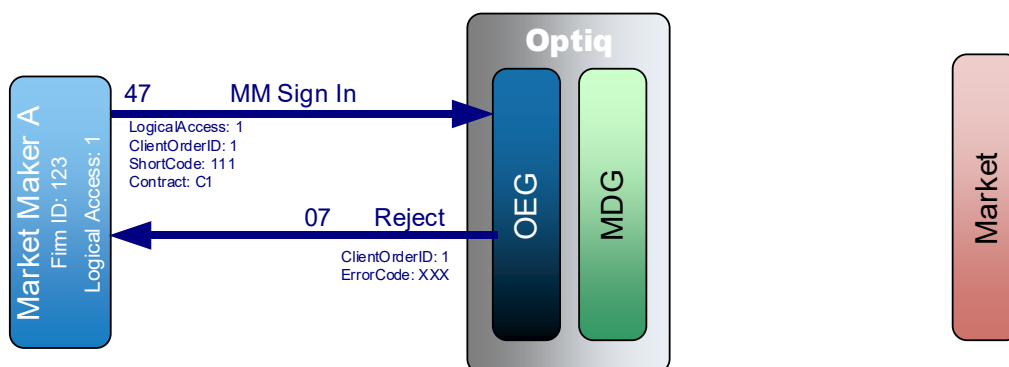 Optiq
47 MM Sign In
LogicalAccess: 1
ClientOrderID: 1
ShortCode: 111
Contract: C1
Market Maker A
Firm ID: 123
Logical Access: 1
07 Reject
ClientOrderID: 1
ErrorCode: XXX
OEG
MDG
Market